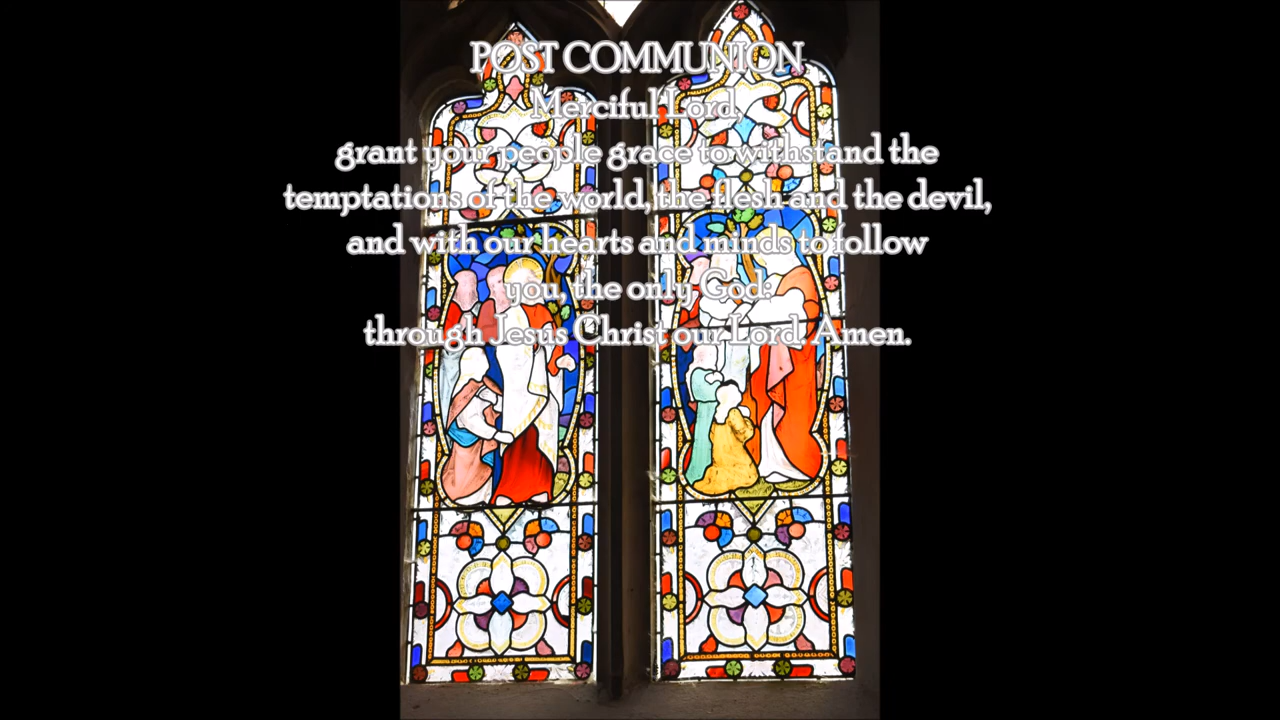 POST COMMUNION
Merciful Lord,
grant your people grace to withstand the
temptations of the world, the flesh and the devil,
and with our hearts and minds to follow
you, the only God;
through Jesus Christ our Lord. Amen.